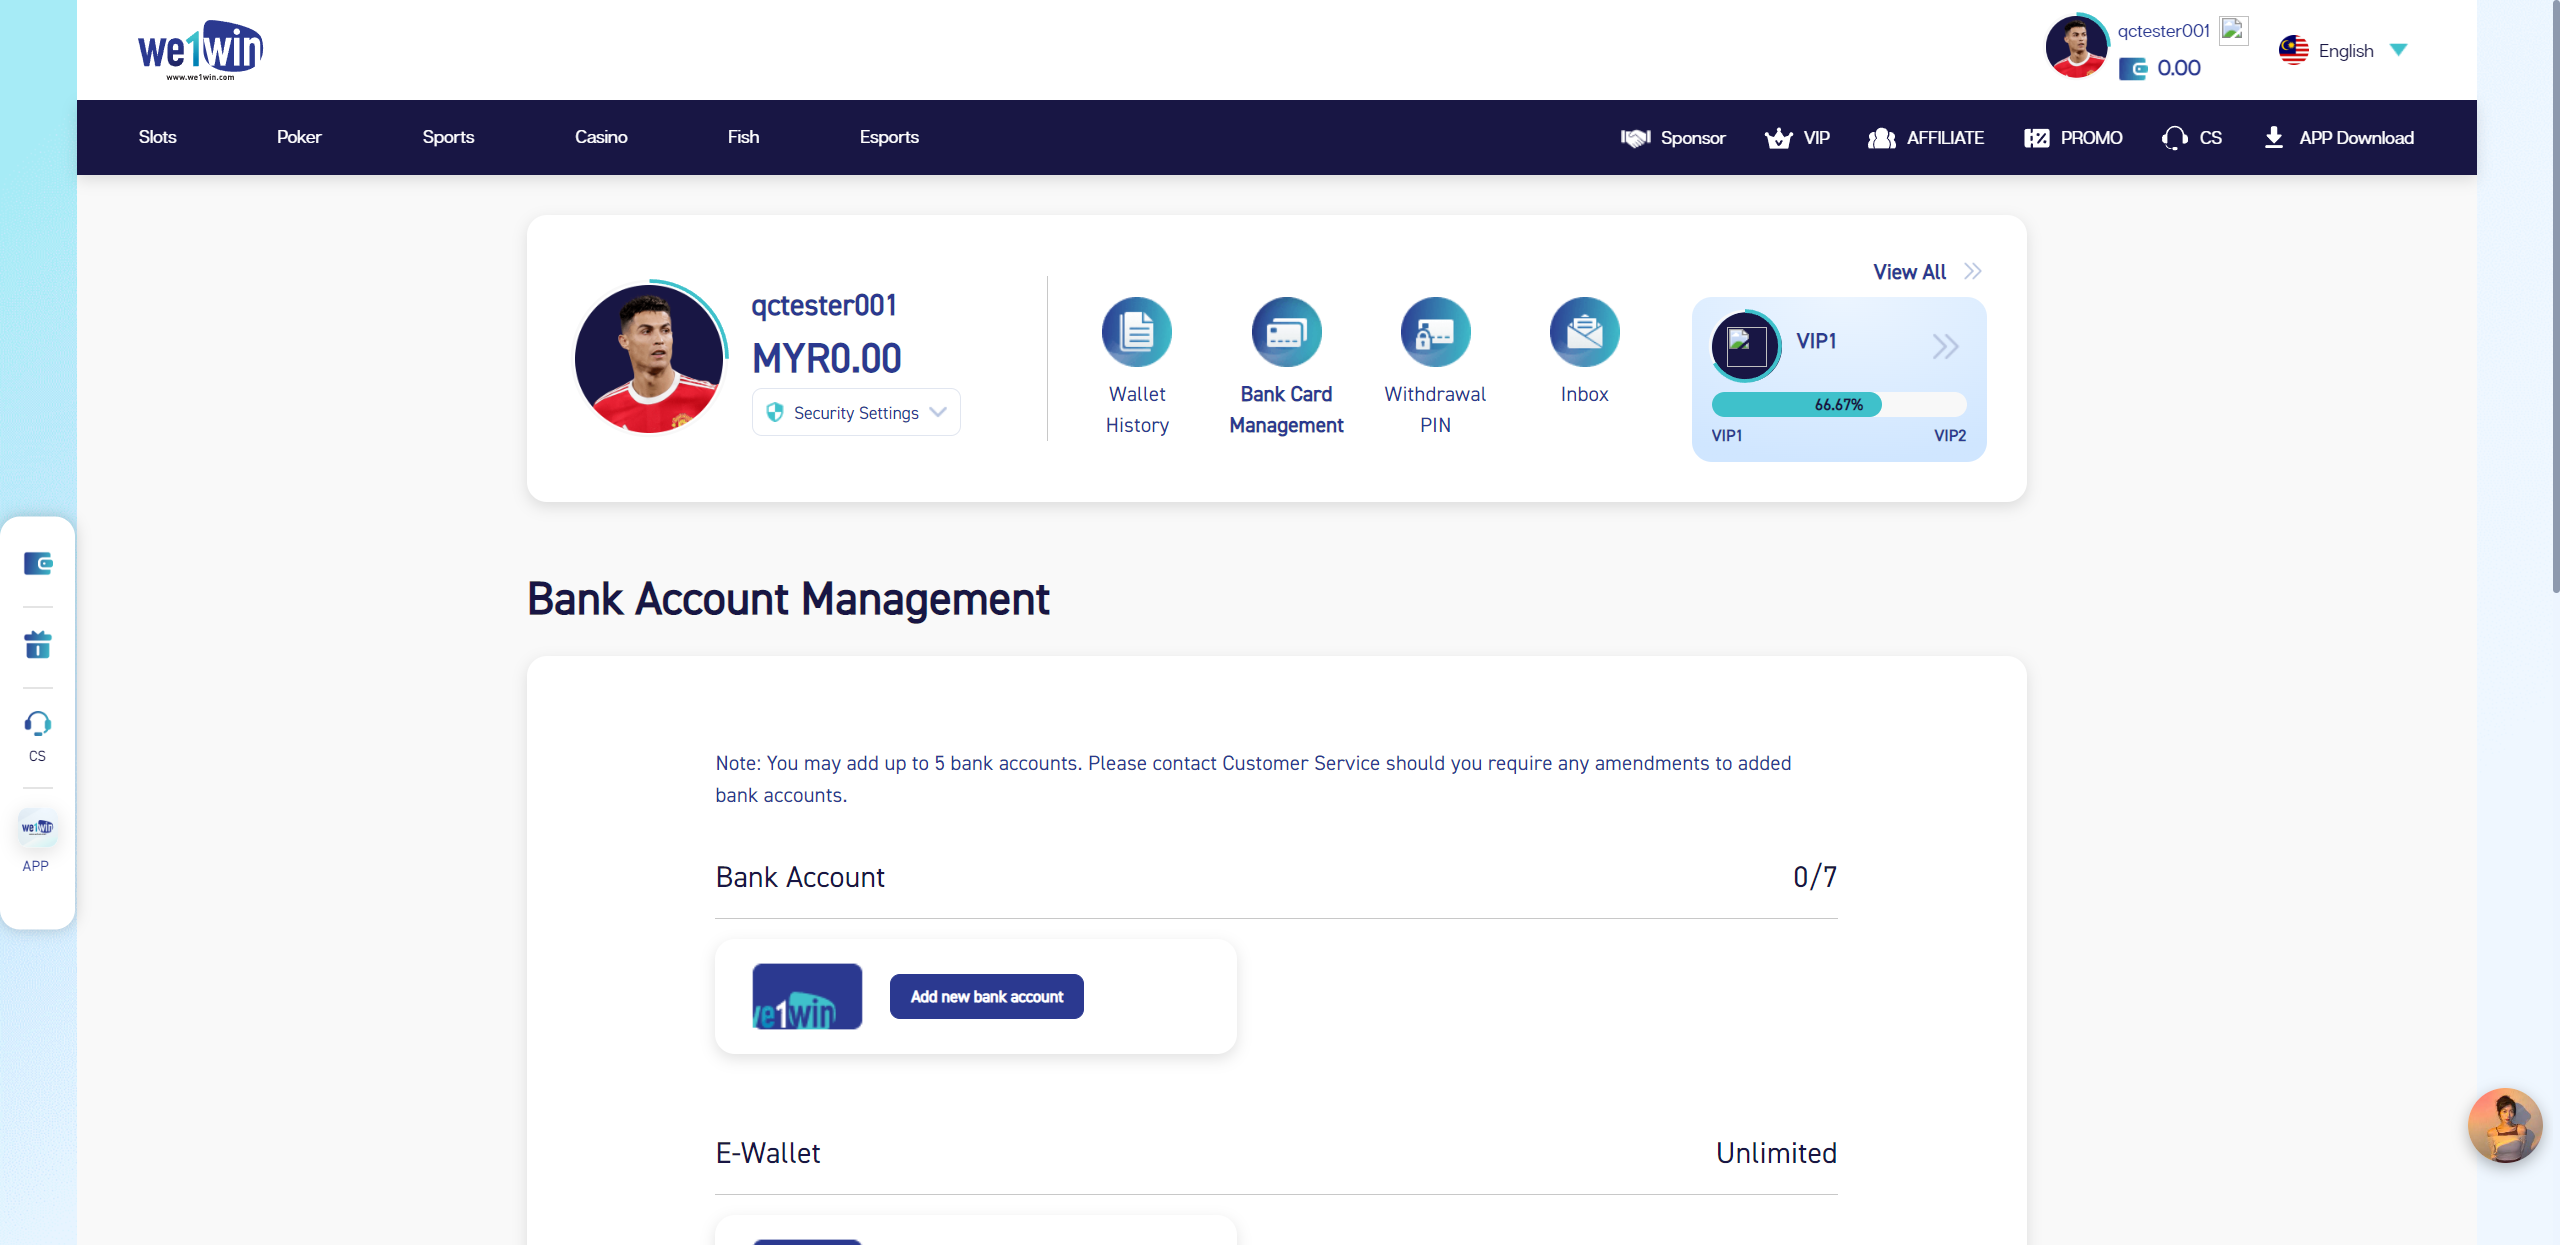 we1win
www.we1win.com
qctester001
0.00
English
Slots
Poker
Sports
Casino
Fish
Esports
Sponsor
VIP
AFFILIATE
PROMO
CS
APP Download
qctester001
MYR0.00
Security Settings
Wallet
History
Bank Card
Management
Withdrawal
PIN
Inbox
View All
VIP1
66.67%
VIP1
VIP2
CS
we1win
APP
Bank Account Management
Note: You may add up to 5 bank accounts. Please contact Customer Service should you require any amendments to added
bank accounts.
Bank Account
0/7
we1win
Add new bank account
E-Wallet
Unlimited